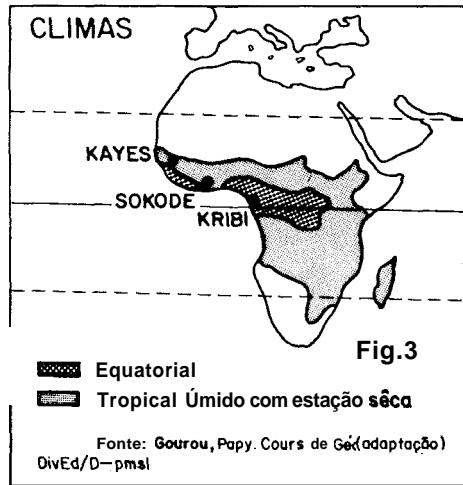 CLIMAS
KAYES
SOKODE
KRIBI
Fig.3
Equatorial
Tropical Úmido com estação sêca
Fonte: Gourou, Papy. Cours de Geó (adaptação)
DivEd/D-pmsl